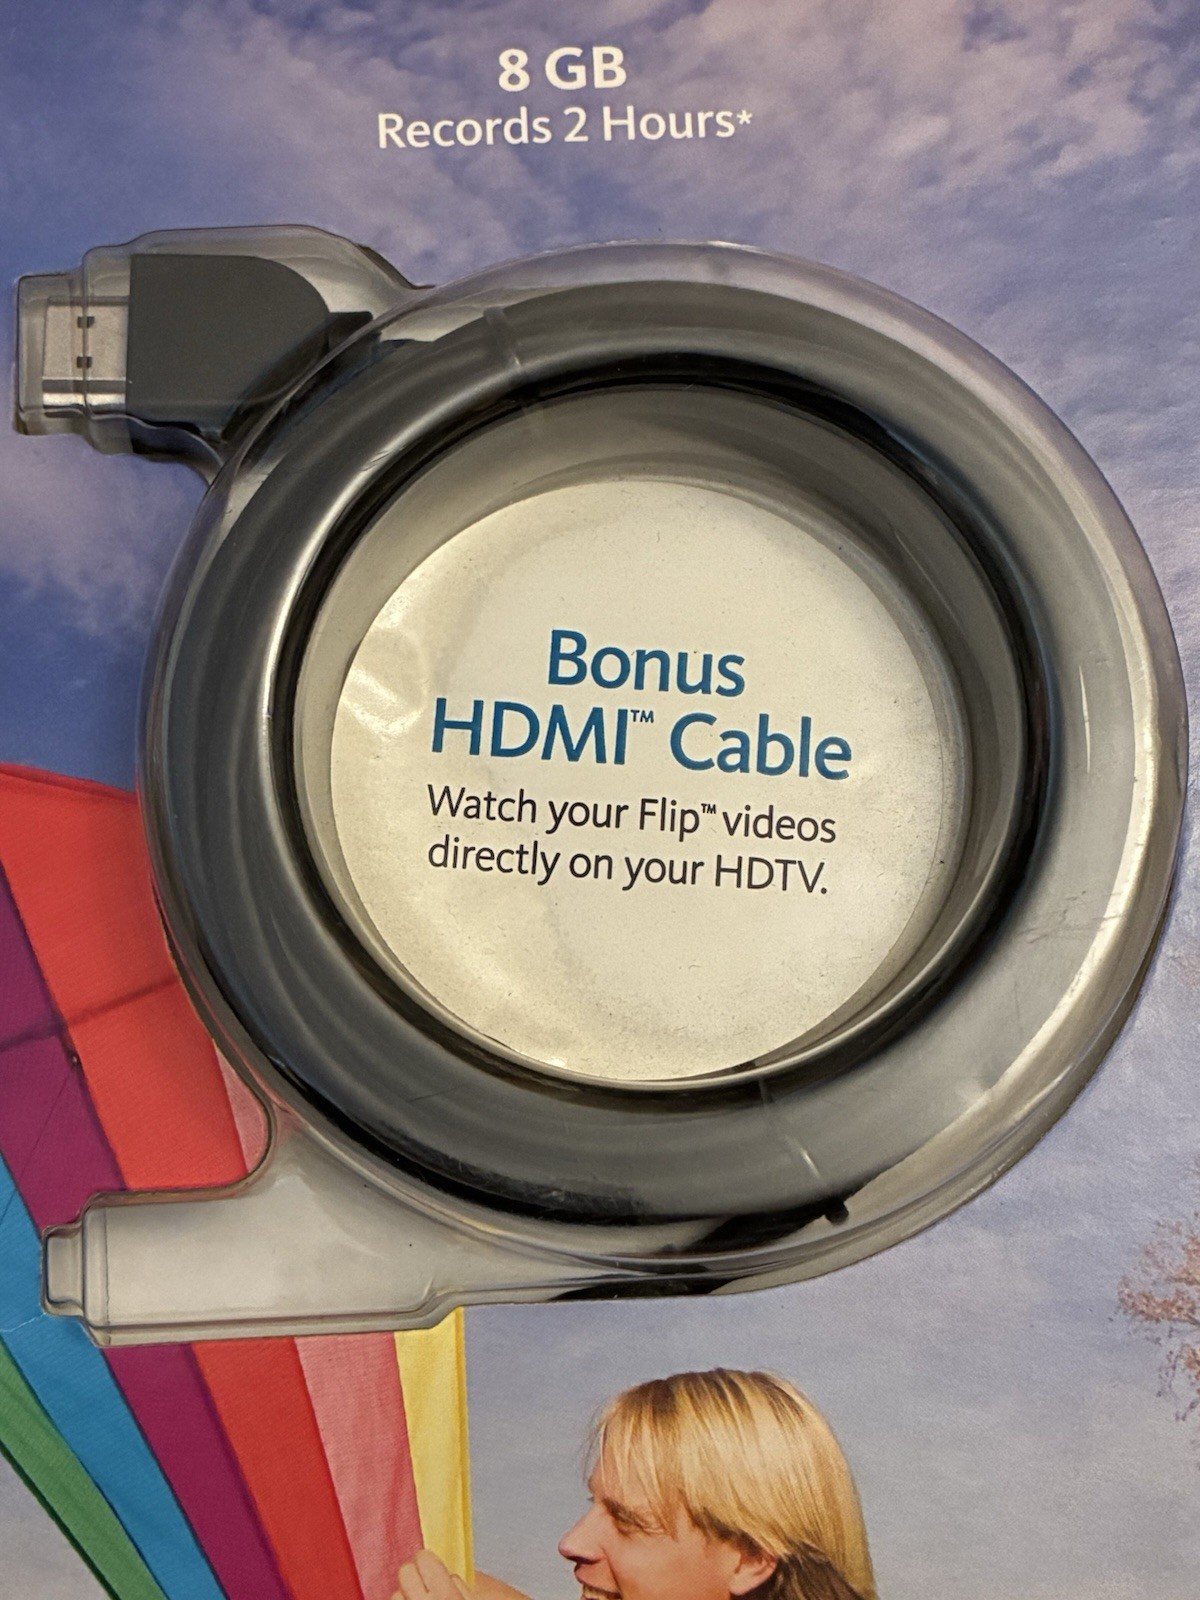 8 GB
Records 2 Hours*
Bonus
HDMI™ Cable
Watch your Flip™ videos
directly on your HDTV.